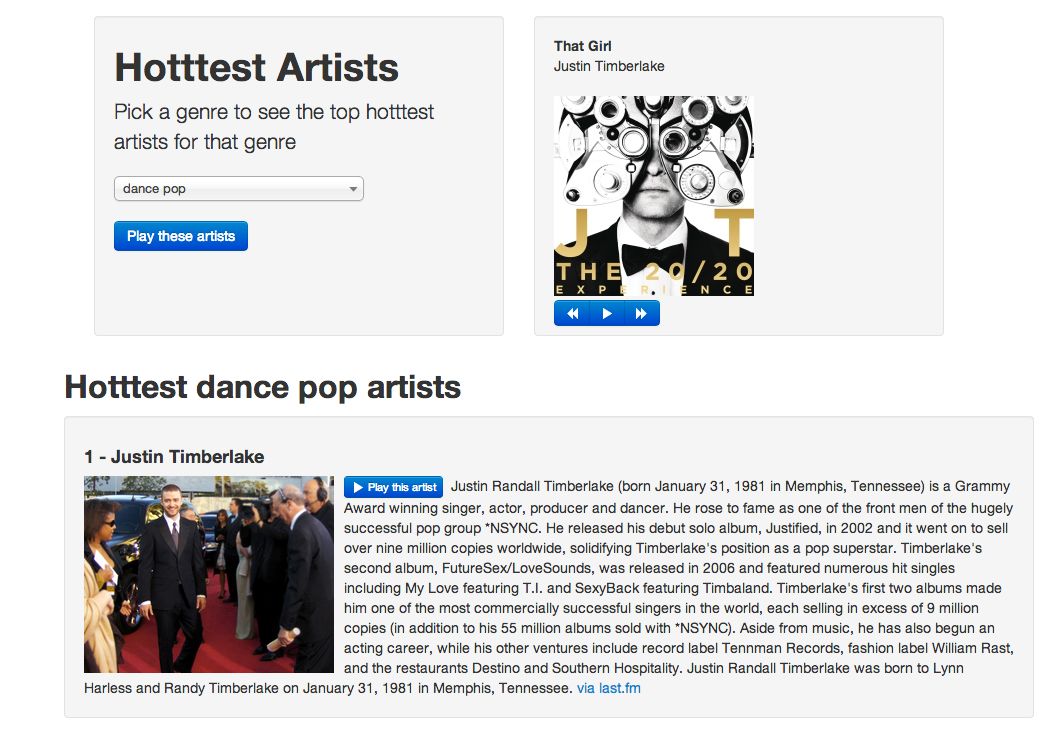 Hotttest Artists
Pick a genre to see the top hotttest
artists for that genre
dance pop
Play these artists
That Girl
Justin Timberlake
J T
THE 20/20
EXPERIENCE
Hotttest dance pop artists
1 - Justin Timberlake
Play this artist Justin Randall Timberlake (born January 31, 1981 in Memphis, Tennessee) is a Grammy
Award winning singer, actor, producer and dancer. He rose to fame as one of the front men of the hugely
successful pop group *NSYNC. He released his debut solo album, Justified, in 2002 and it went on to sell
over nine million copies worldwide, solidifying Timberlake's position as a pop superstar. Timberlake's
second album, FutureSex/LoveSounds, was released in 2006 and featured numerous hit singles
including My Love featuring T.I. and SexyBack featuring Timbaland. Timberlake's first two albums made
him one of the most commercially successful singers in the world, each selling in excess of 9 million
copies (in addition to his 55 million albums sold with *NSYNC). Aside from music, he has also begun an
acting career, while his other ventures include record label Tennman Records, fashion label William Rast,
and the restaurants Destino and Southern Hospitality. Justin Randall Timberlake was born to Lynn
Harless and Randy Timberlake on January 31, 1981 in Memphis, Tennessee. via last.fm